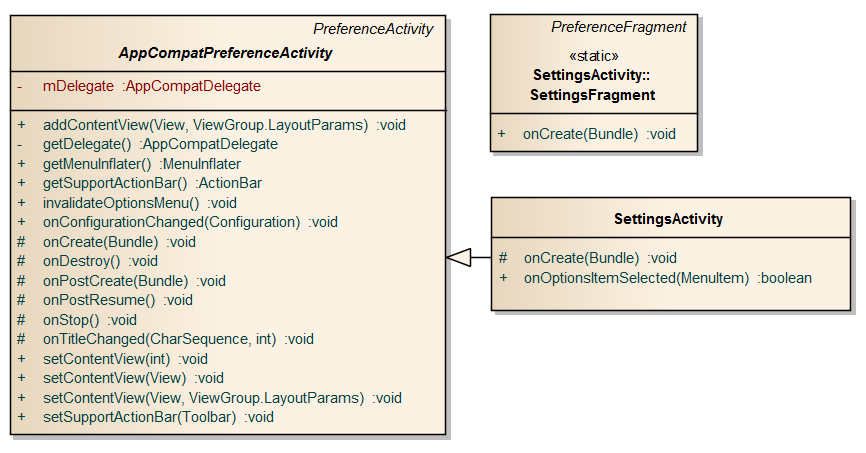 PreferenceActivity
AppCompatPreferenceActivity
- mDelegate :AppCompatDelegate
+ addContentView(View, ViewGroup.LayoutParams) :void
- getDelegate() :AppCompatDelegate
+ getMenuInflater() :MenuInflater
+ getSupportActionBar() :ActionBar
+ invalidateOptionsMenu() :void
+ onConfigurationChanged(Configuration) :void
# onCreate(Bundle) :void
# onDestroy() :void
# onPostCreate(Bundle) :void
# onPostResume() :void
# onStop() :void
# onTitleChanged(CharSequence, int) :void
+ setContentView(int) :void
+ setContentView(View) :void
+ setContentView(View, ViewGroup.LayoutParams) :void
+ setSupportActionBar(Toolbar) :void
PreferenceFragment
«static»
SettingsActivity::
SettingsFragment
+ onCreate(Bundle) :void
SettingsActivity
# onCreate(Bundle) :void
+ onOptionsItemSelected(MenuItem) :boolean